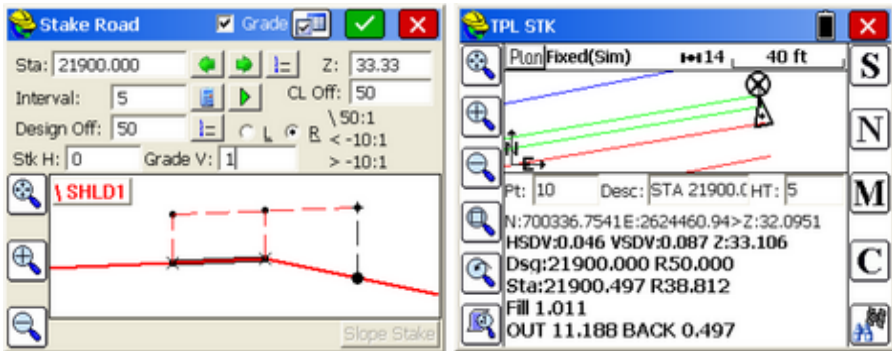 Stake Road
Grade
Sta: 21900.000
Z: 33.33
Interval: 5
CL Off: 50
Design Off: 50
L
R
\ 50:1
< -10:1
> -10:1
Stk H: 0
Grade V: 1
\ SHLD1
Slope Stake
TPL STK
Plan
Fixed(Sim)
14
40 ft
N
E
S
N
M
C
Pt: 10
Desc: STA 21900.(
HT: 5
N:700336.7541E:2624460.94>Z:32.0951
HSDV:0.046 VSDV:0.087 Z:33.106
Dsg:21900.000 R50.000
Sta:21900.497 R38.812
Fill 1.011
OUT 11.188 BACK 0.497